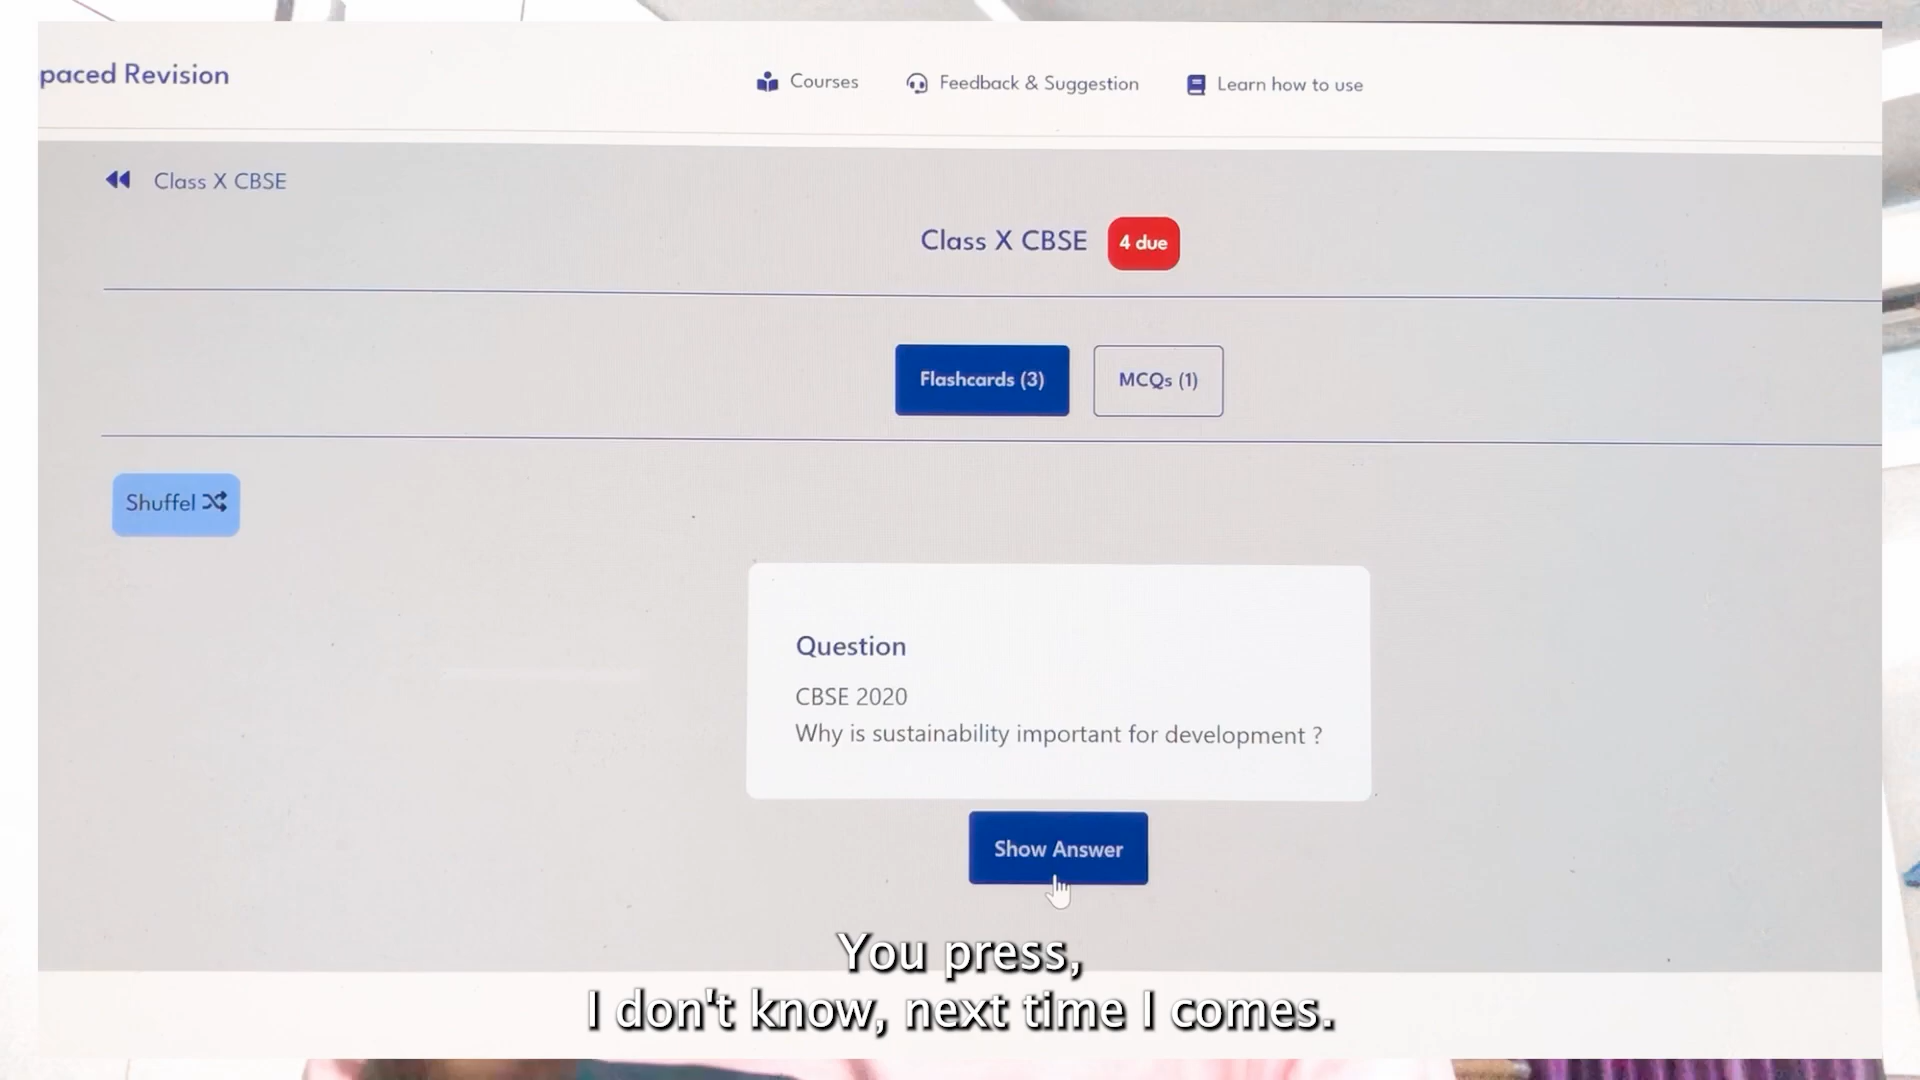 paced Revision
Courses
Feedback & Suggestion
Learn how to use
Class X CBSE
Class X CBSE
4 due
Flashcards (3)
MCQs (1)
Shuffel
Question
CBSE 2020
Why is sustainability important for development ?
Show Answer
You press,
I don't know, next time I comes.